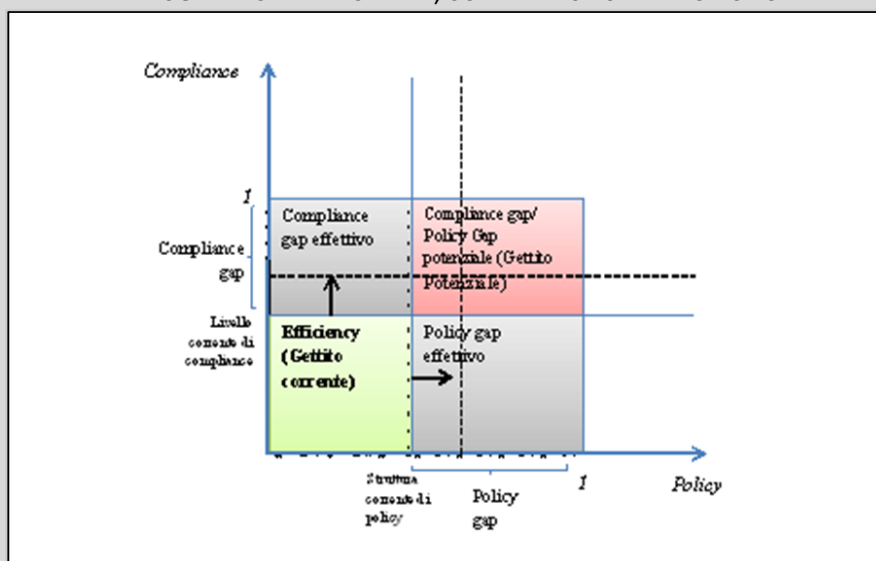 Compliance
1
Compliance
gap effettivo
Compliance gap/
Policy Gap
potenziale (Gettito
Potenziale)
Compliance
gap
Livello
corrente di
compliance
Efficiency
(Gettito
corrente)
Policy gap
effettivo
Struttura
corrente di
policy
Policy
gap
1
Policy